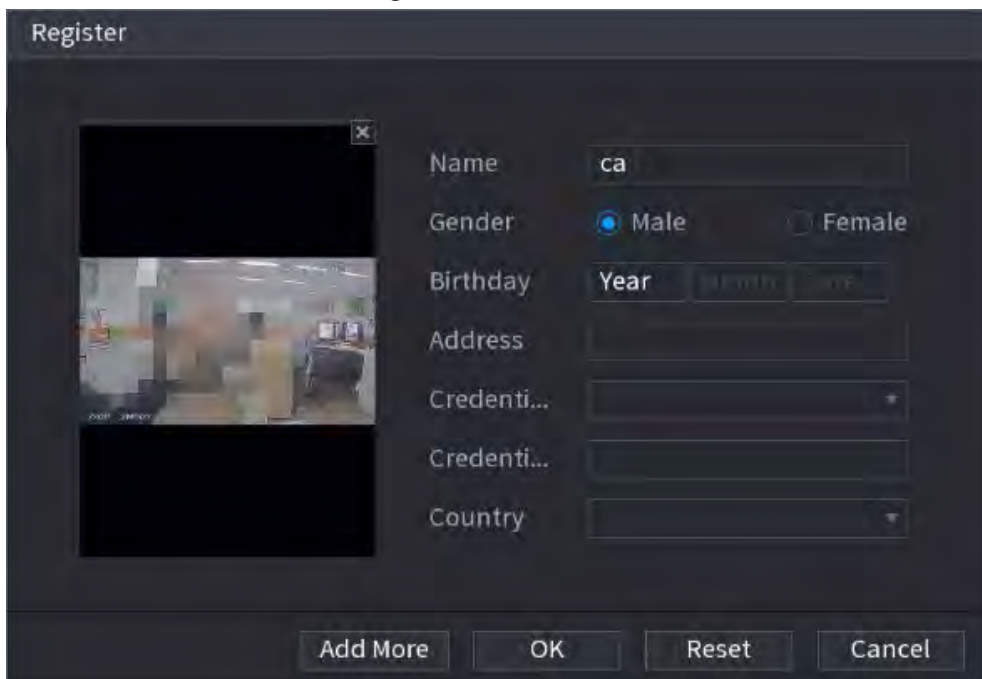 Register
Name ca
Gender Male Female
Birthday Year
Address
Credenti...
Credenti...
Country
Add More OK Reset Cancel